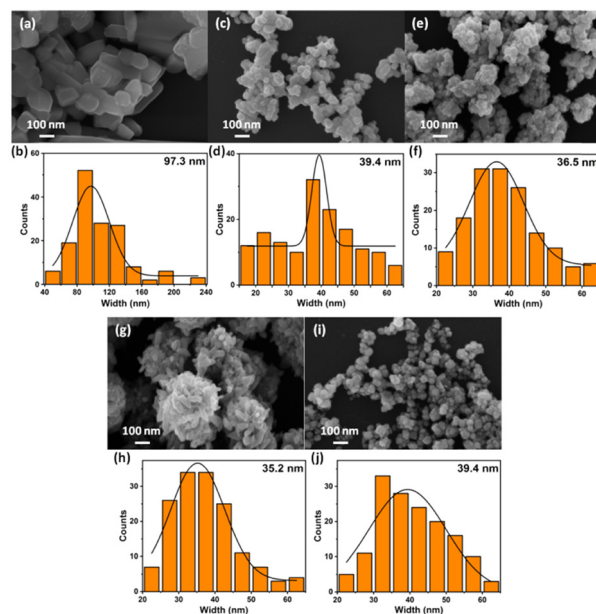 (a)
100 nm
(c)
100 nm
(e)
100 nm
(b)
97.3 nm
60
40
20
0
Counts
40 80 120 160 200 240
Width (nm)
(d)
39.4 nm
40
20
0
Counts
20 30 40 50 60
Width (nm)
(f)
36.5 nm
30
20
10
0
Counts
20 30 40 50 60
Width (nm)
(g)
100 nm
(i)
100 nm
(h)
35.2 nm
30
20
10
0
Counts
20 30 40 50 60
Width (nm)
(j)
39.4 nm
30
20
10
0
Counts
20 30 40 50 60
Width (nm)